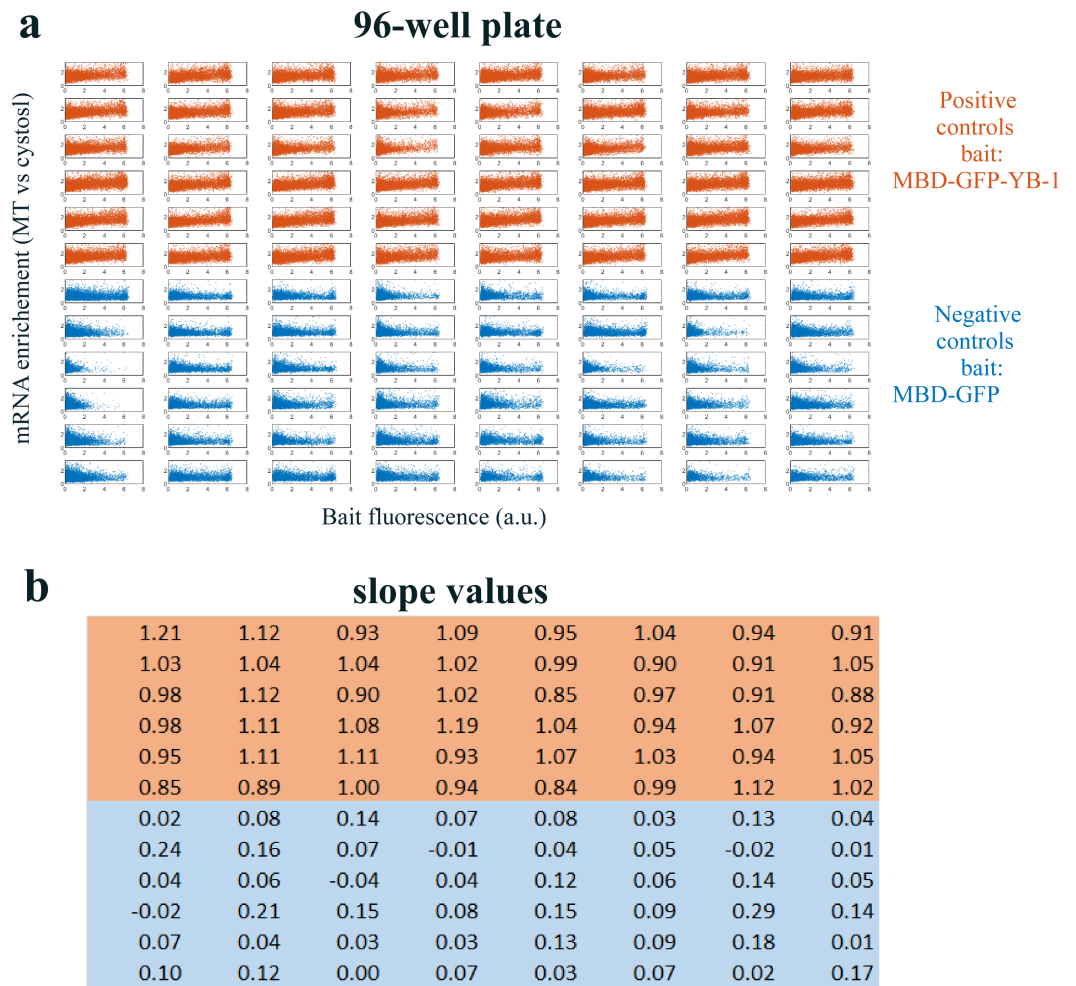 a
96-well plate
mRNA enrichement (MT vs cystosl)
Positive
controls
bait:
MBD-GFP-YB-1
Negative
controls
bait:
MBD-GFP
Bait fluorescence (a.u.)
b
slope values
1.21 1.12 0.93 1.09 0.95 1.04 0.94 0.91
1.03 1.04 1.04 1.02 0.99 0.90 0.91 1.05
0.98 1.12 0.90 1.02 0.85 0.97 0.91 0.88
0.98 1.11 1.08 1.19 1.04 0.94 1.07 0.92
0.95 1.11 1.11 0.93 1.07 1.03 0.94 1.05
0.85 0.89 1.00 0.94 0.84 0.99 1.12 1.02
0.02 0.08 0.14 0.07 0.08 0.03 0.13 0.04
0.24 0.16 0.07 -0.01 0.04 0.05 -0.02 0.01
0.04 0.06 -0.04 0.04 0.12 0.06 0.14 0.05
-0.02 0.21 0.15 0.08 0.15 0.09 0.29 0.14
0.07 0.04 0.03 0.03 0.13 0.09 0.18 0.01
0.10 0.12 0.00 0.07 0.03 0.07 0.02 0.17